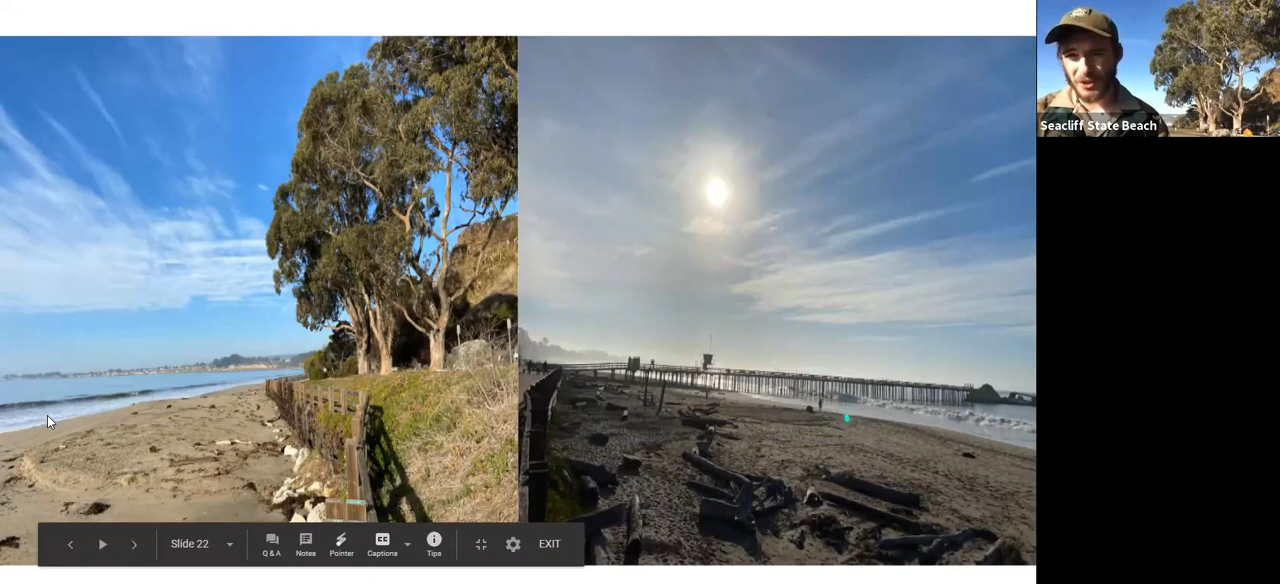 Seacliff State Beach
Slide 22
Q & A
Notes
Pointer
Captions
Tips
EXIT